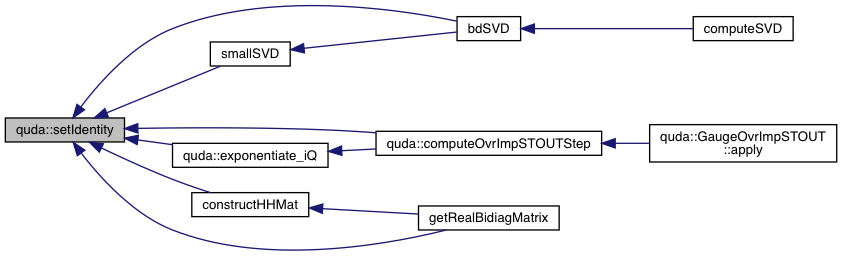 quda::setIdentity
smallSVD
bdSVD
computeSVD
quda::exponentiate_iQ
quda::computeOvrImpSTOUTStep
quda::GaugeOvrImpSTOUT
::apply
constructHHMat
getRealBidiagMatrix